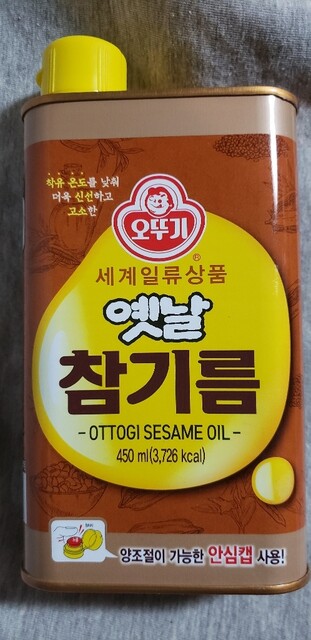 착유 온도를 낮춰
더욱 신선하고
고소한
오뚜기
®
세계일류상품
옛날
참기름
- OTTOGI SESAME OIL -
450 ml(3,726 kcal)
양조절이 가능한 안심캡 사용!